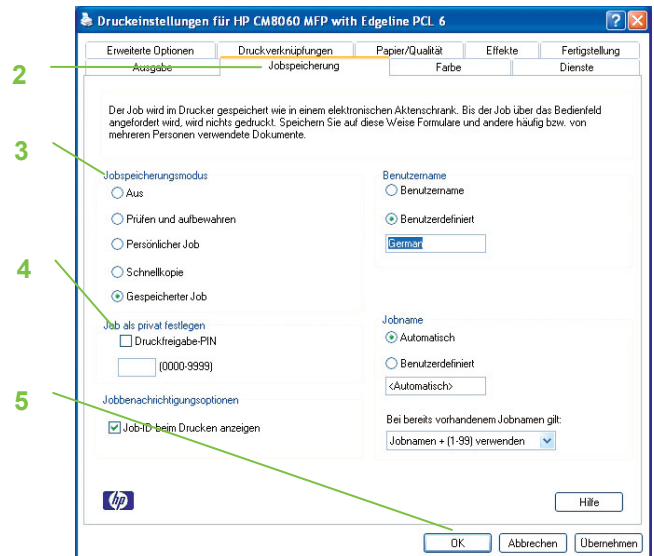 Druckeinstellungen für HP CM8060 MFP with Edgeline PCL 6
Erweiterte Optionen Druckverknüpfungen Papier/Qualität Effekte Fertigstellung
2
Ausgabe Jobspeicherung Farbe Dienste
Der Job wird im Drucker gespeichert wie in einem elektronischen Aktenschrank. Bis der Job über das Bedienfeld
angefordert wird, wird nichts gedruckt. Speichern Sie auf diese Weise Formulare und andere häufig bzw. von
mehreren Personen verwendete Dokumente.
3
Jobspeicherungsmodus
Aus
Prüfen und aufbewahren
Persönlicher Job
Schnellkopie
Gespeicherter Job
Benutzername
Benutzername
Benutzerdefiniert
German
4
Job als privat festlegen
Druckfreigabe-PIN
(0000-9999)
Jobname
Automatisch
Benutzerdefiniert
<Automatisch>
5
Jobbenachrichtigungsoptionen
Job-ID beim Drucken anzeigen
Bei bereits vorhandenem Jobnamen gilt:
Jobnamen + (1-99) verwenden
hp
Hilfe
OK Abbrechen Übernehmen